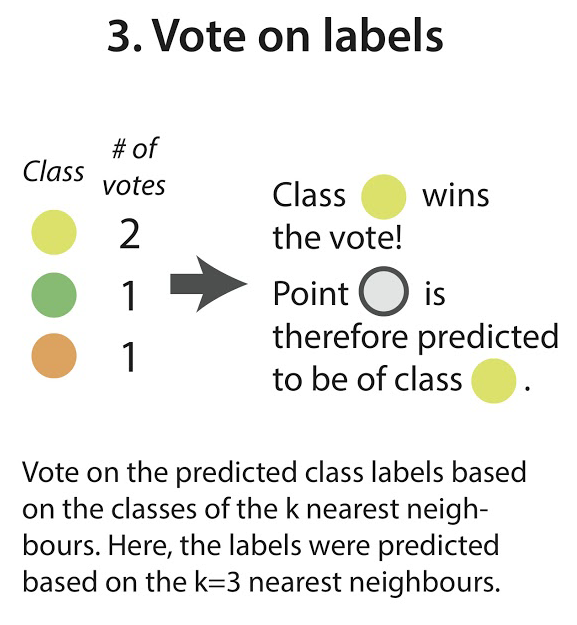 3. Vote on labels
Class
# of
votes
2
1
1
Class wins
the vote!
Point is
therefore predicted
to be of class .
Vote on the predicted class labels based
on the classes of the k nearest neigh-
bours. Here, the labels were predicted
based on the k=3 nearest neighbours.